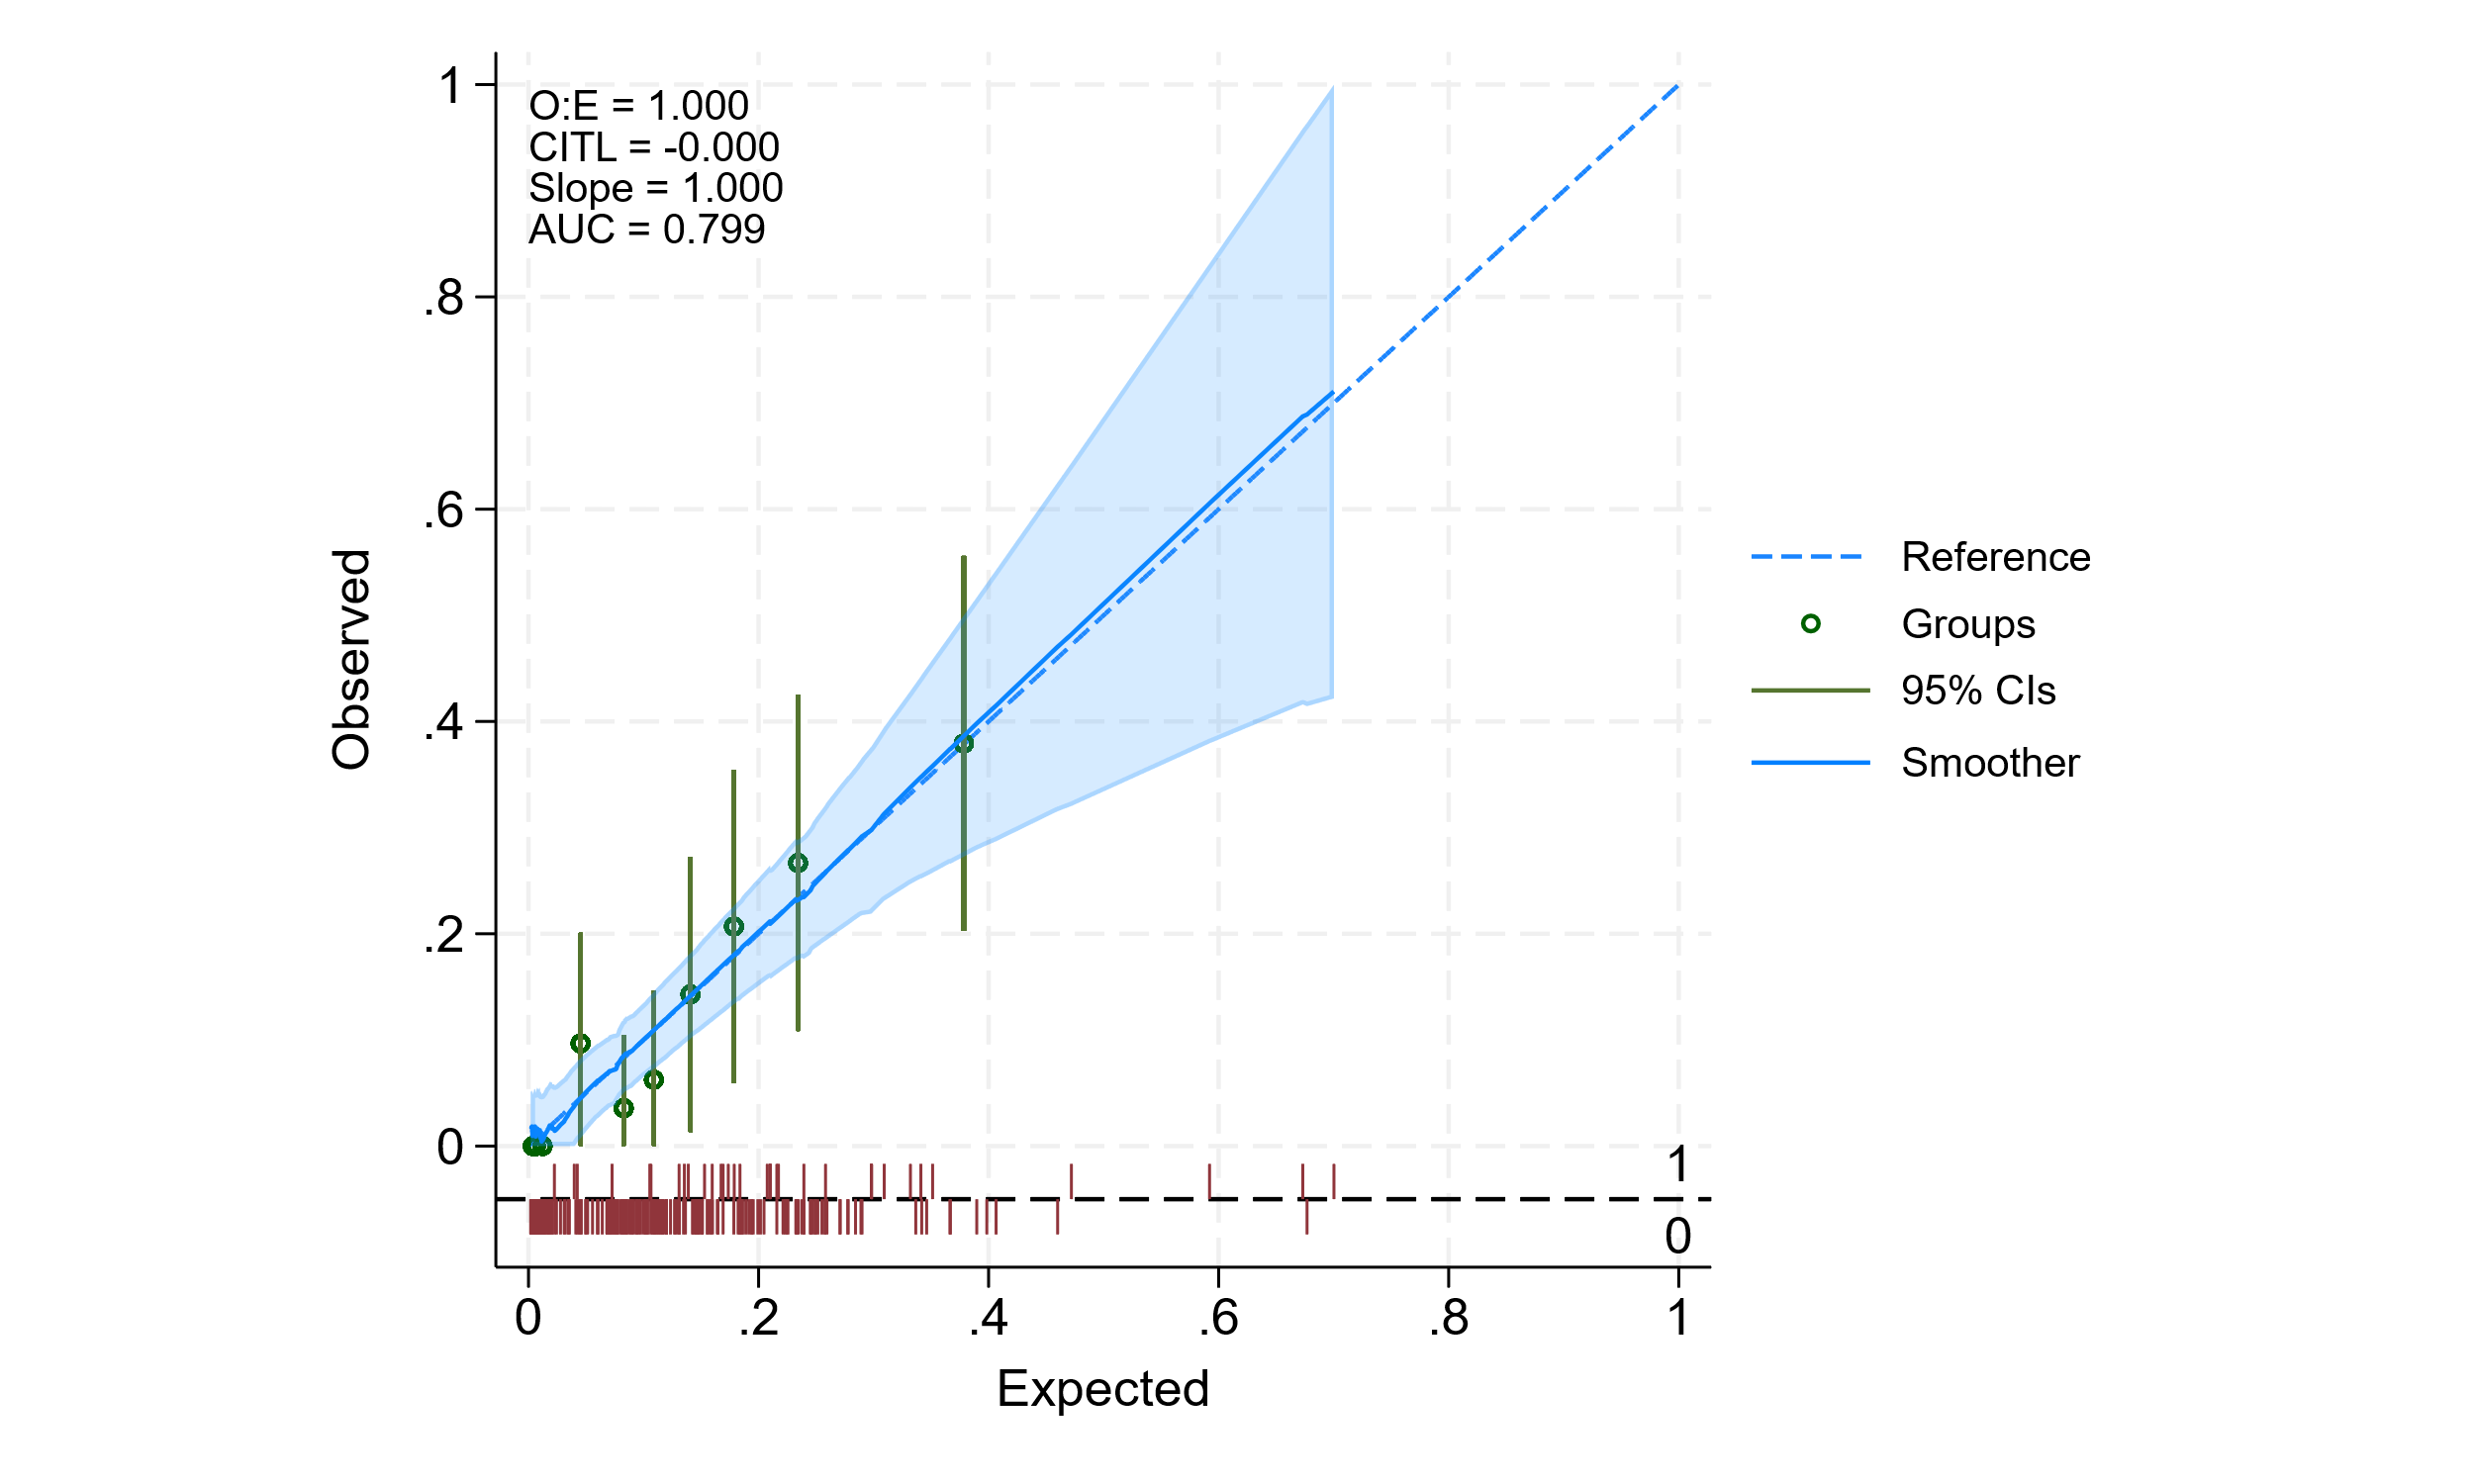 O:E = 1.000
CITL = -0.000
Slope = 1.000
AUC = 0.799
1
.8
.6
.4
.2
0
Observed
1
0
0
.2
.4
.6
.8
1
Expected
Reference
Groups
95% CIs
Smoother